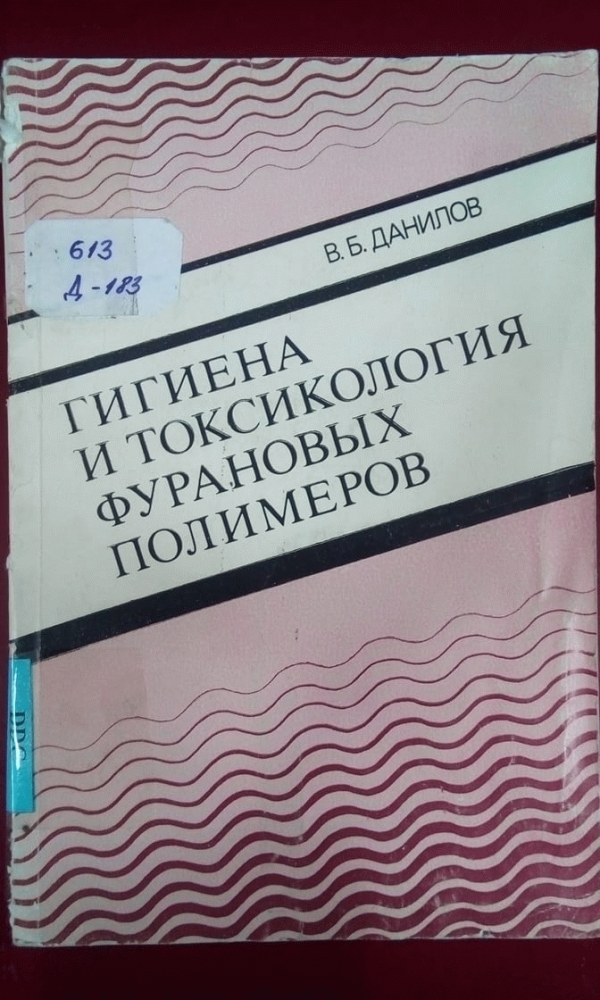 613
Д-183
В. Б. ДАНИЛОВ
ГИГИЕНА
И ТОКСИКОЛОГИЯ
ФУРАНОВЫХ
ПОЛИМЕРОВ